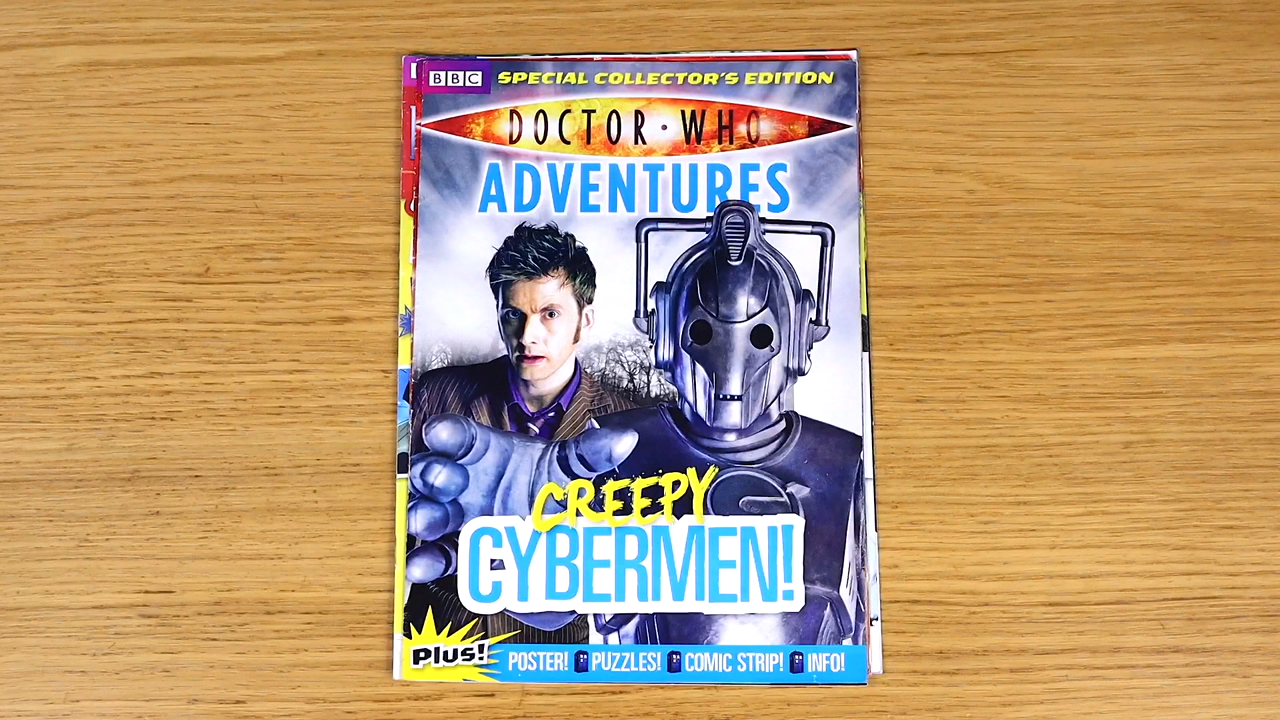 BBC SPECIAL COLLECTOR'S EDITION
DOCTOR·WHO
ADVENTURES
CREEPY
CYBERMEN!
Plus! POSTER! PUZZLES! COMIC STRIP! INFO!